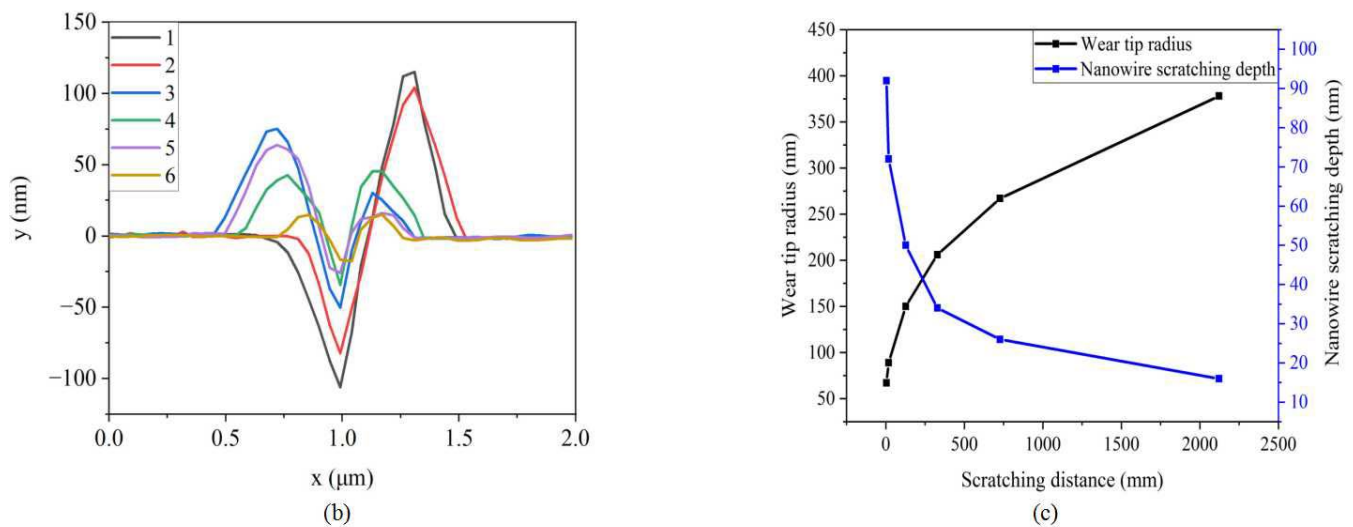 150
100
50
0
−50
−100
y (nm)
1
2
3
4
5
6
0.0 0.5 1.0 1.5 2.0
x (μm)
(b)
450
400
350
300
250
200
150
100
50
Wear tip radius (nm)
Wear tip radius
Nanowire scratching depth
100
90
80
70
60
50
40
30
20
10
Nanowire scratching depth (nm)
0 500 1000 1500 2000 2500
Scratching distance (mm)
(c)